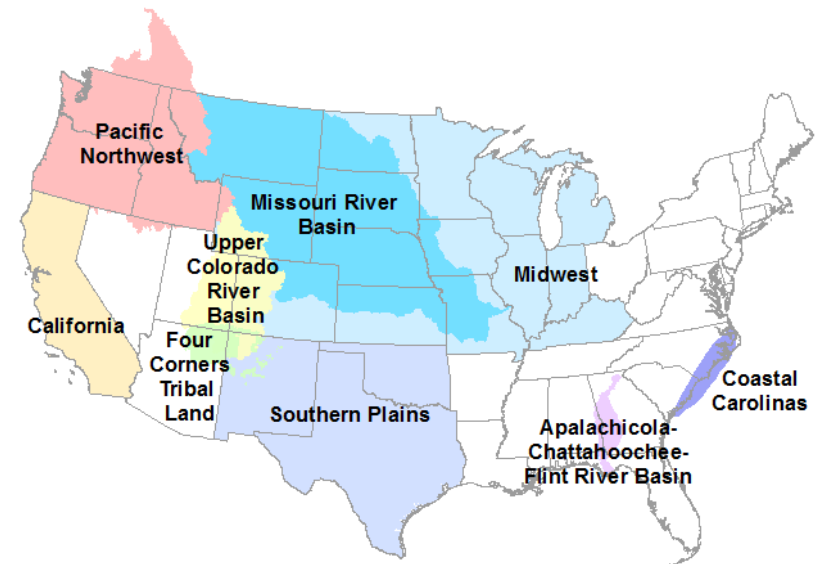 Pacific
Northwest
Missouri River
Basin
Upper
Colorado
River
Basin
Midwest
California
Four
Corners
Tribal
Land
Southern Plains
Coastal
Carolinas
Apalachicola-
Chattahoochee-
Flint River Basin